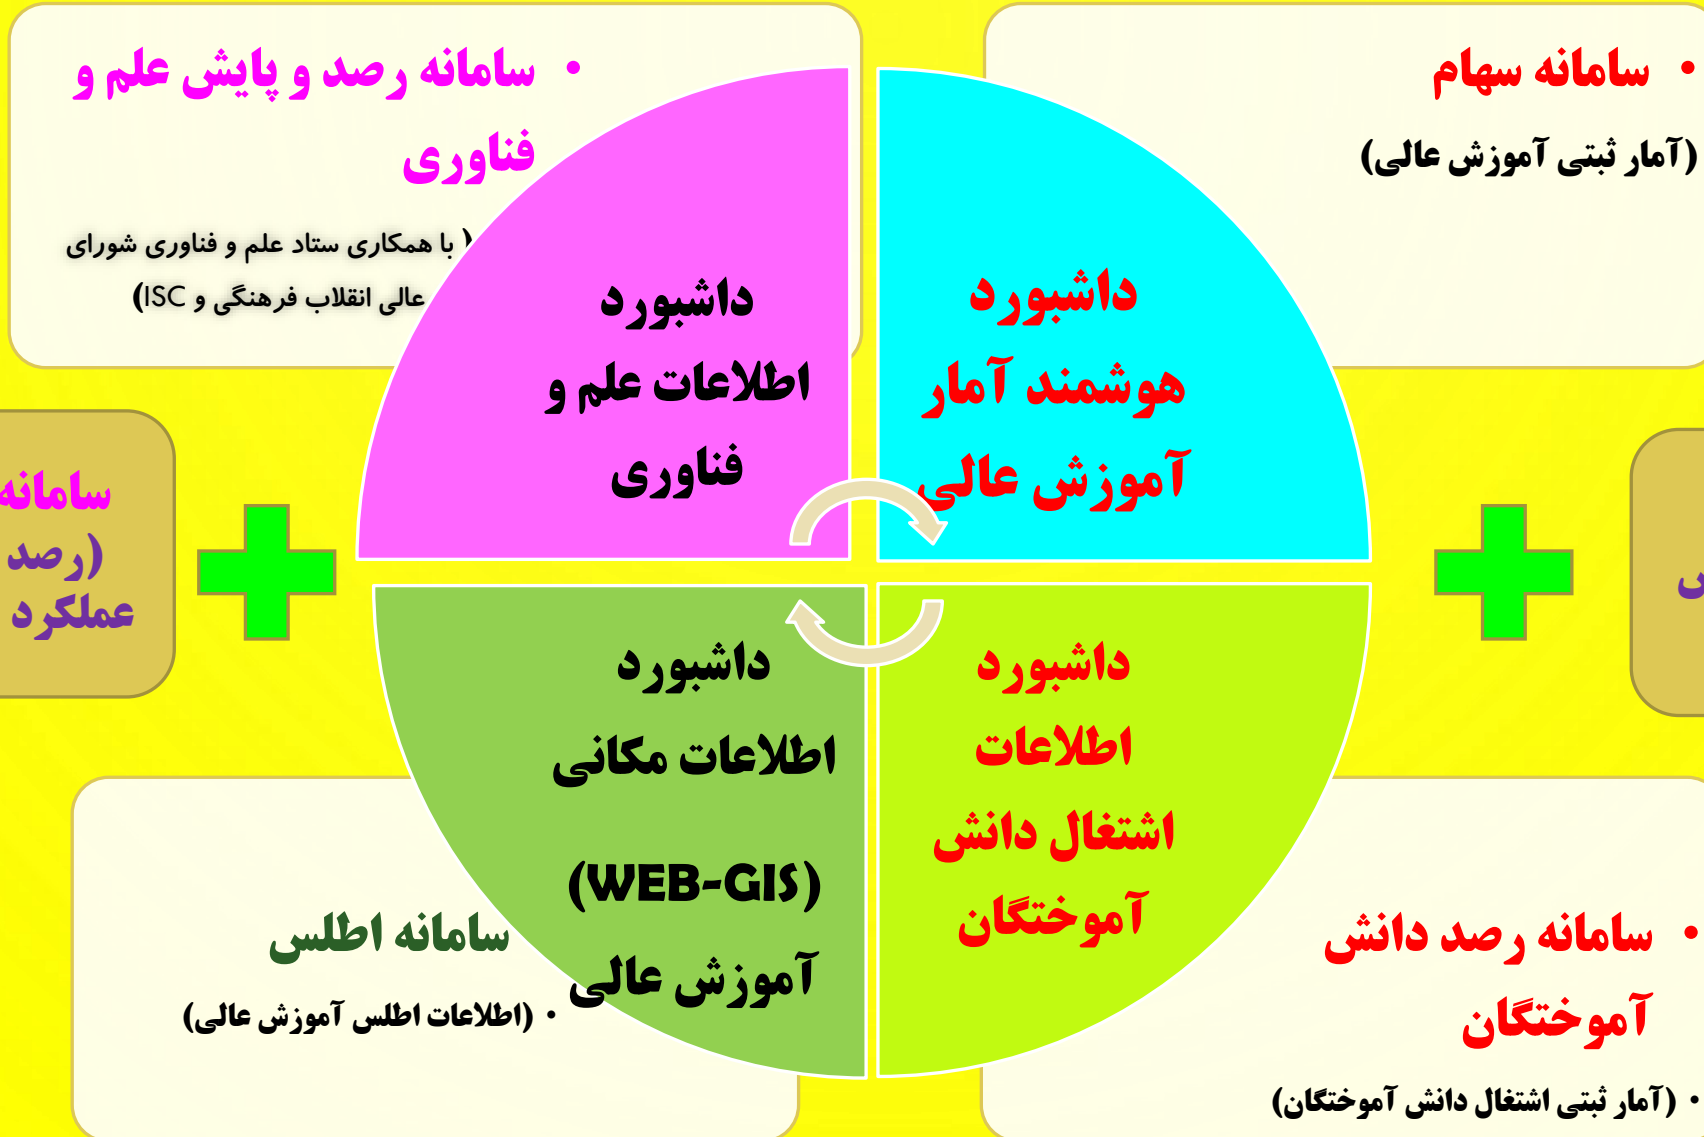 • سامانه سهام
(آمار ثبتی آموزش عالی)
• سامانه رصد و پایش علم و
فناوری
( با همکاری ستاد علم و فناوری شورای
عالی انقلاب فرهنگی و ISC)
داشبورد
هوشمند آمار
آموزش عالی
داشبورد
اطلاعات علم و
فناوری
سامانه
(رصد
عملکرد
داشبورد
اطلاعات
اشتغال دانش
آموختگان
داشبورد
اطلاعات مکانی
(WEB-GIS)
آموزش عالی
• سامانه رصد دانش
آموختگان
• (آمار ثبتی اشتغال دانش آموختگان)
سامانه اطلس
• (اطلاعات اطلس آموزش عالی)